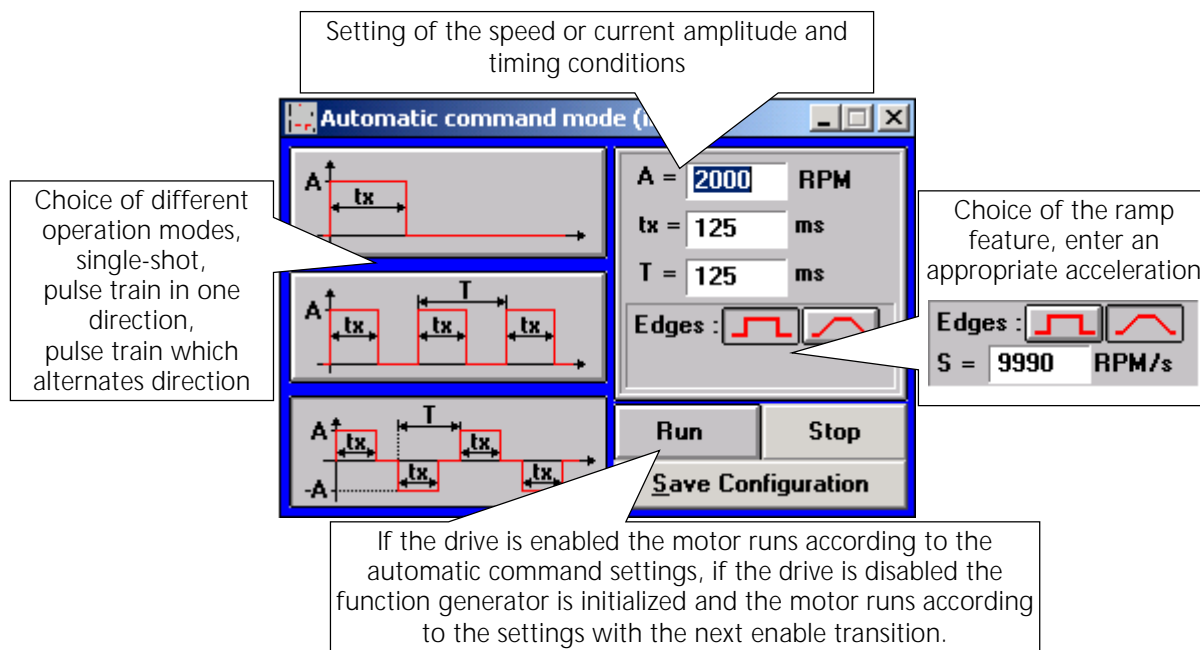 Setting of the speed or current amplitude and
timing conditions
Automatic command mode (
Choice of different
operation modes,
single-shot,
pulse train in one
direction,
pulse train which
alternates direction
A
tx
A
T
tx
tx
tx
A
T
tx
tx
tx
tx
-A
A = 2000 RPM
tx = 125 ms
T = 125 ms
Edges :
Run
Stop
Save Configuration
Choice of the ramp
feature, enter an
appropriate acceleration
Edges :
S = 9990 RPM/s
If the drive is enabled the motor runs according to the
automatic command settings, if the drive is disabled the
function generator is initialized and the motor runs according
to the settings with the next enable transition.